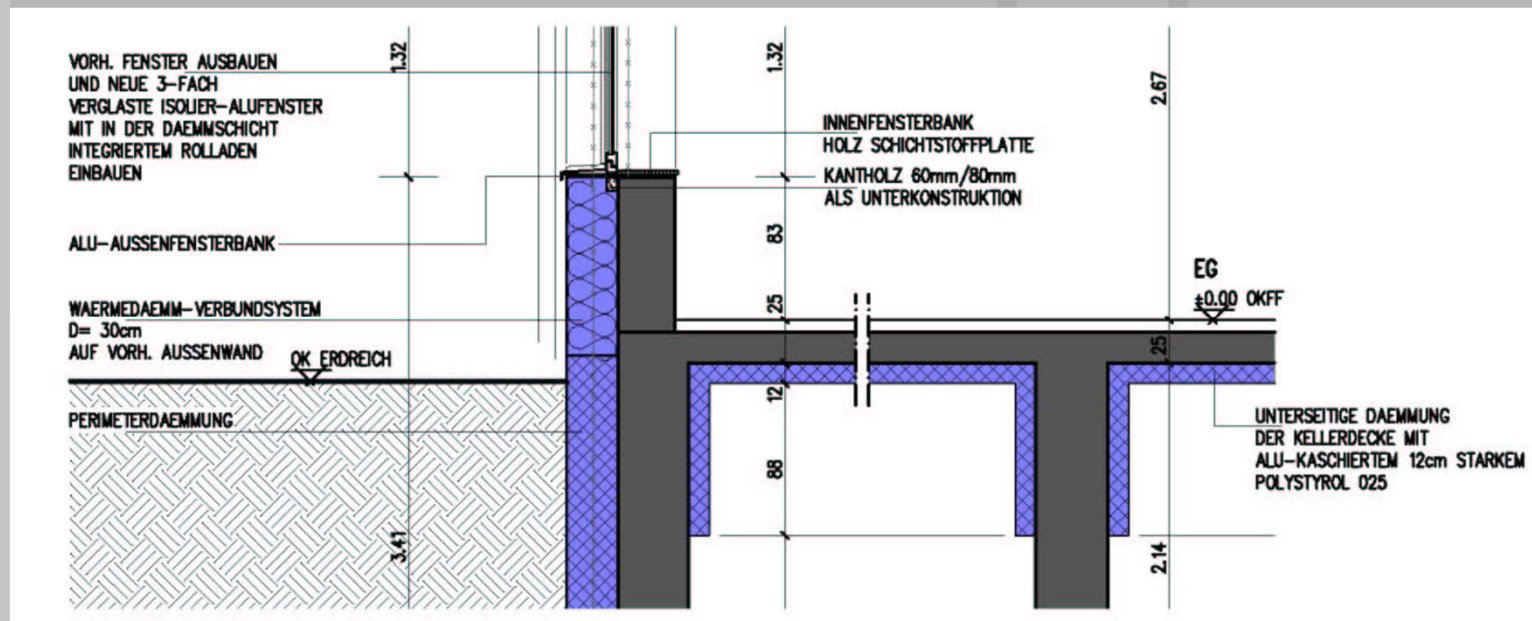 VORH. FENSTER AUSBAUEN
UND NEUE 3-FACH
VERGLASTE ISOLIER-ALUFENSTER
MIT IN DER DAEMMSCHICHT
INTEGRIERTEM ROLLADEN
EINBAUEN
ALU-AUSSENFENSTERBANK
WAERMEDAEMM-VERBUNDSYSTEM
D= 30cm
AUF VORH. AUSSENWAND
OK ERDREICH
PERIMETERDAEMMUNG
1.32
3.41
1.32
83
25
12
88
INNENFENSTERBANK
HOLZ SCHICHTSTOFFPLATTE
KANTHOLZ 60mm/80mm
ALS UNTERKONSTRUKTION
2.67
25
2.14
EG
±0.00 OKFF
UNTERSEITIGE DAEMMUNG
DER KELLERDECKE MIT
ALU-KASCHIERTEM 12cm STARKEM
POLYSTYROL 025